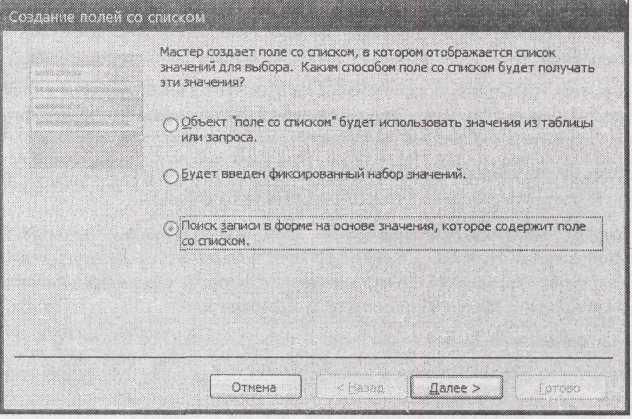 Создание полей со списком
Мастер создает поле со списком, в котором отображается список
значений для выбора. Каким способом поле со списком будет получать
эти значения?
Объект "поле со списком" будет использовать значения из таблицы
или запроса.
Будет введен фиксированный набор значений.
Поиск записи в форме на основе значения, которое содержит поле
со списком.
Отмена
< Назад
Далее >
Готово